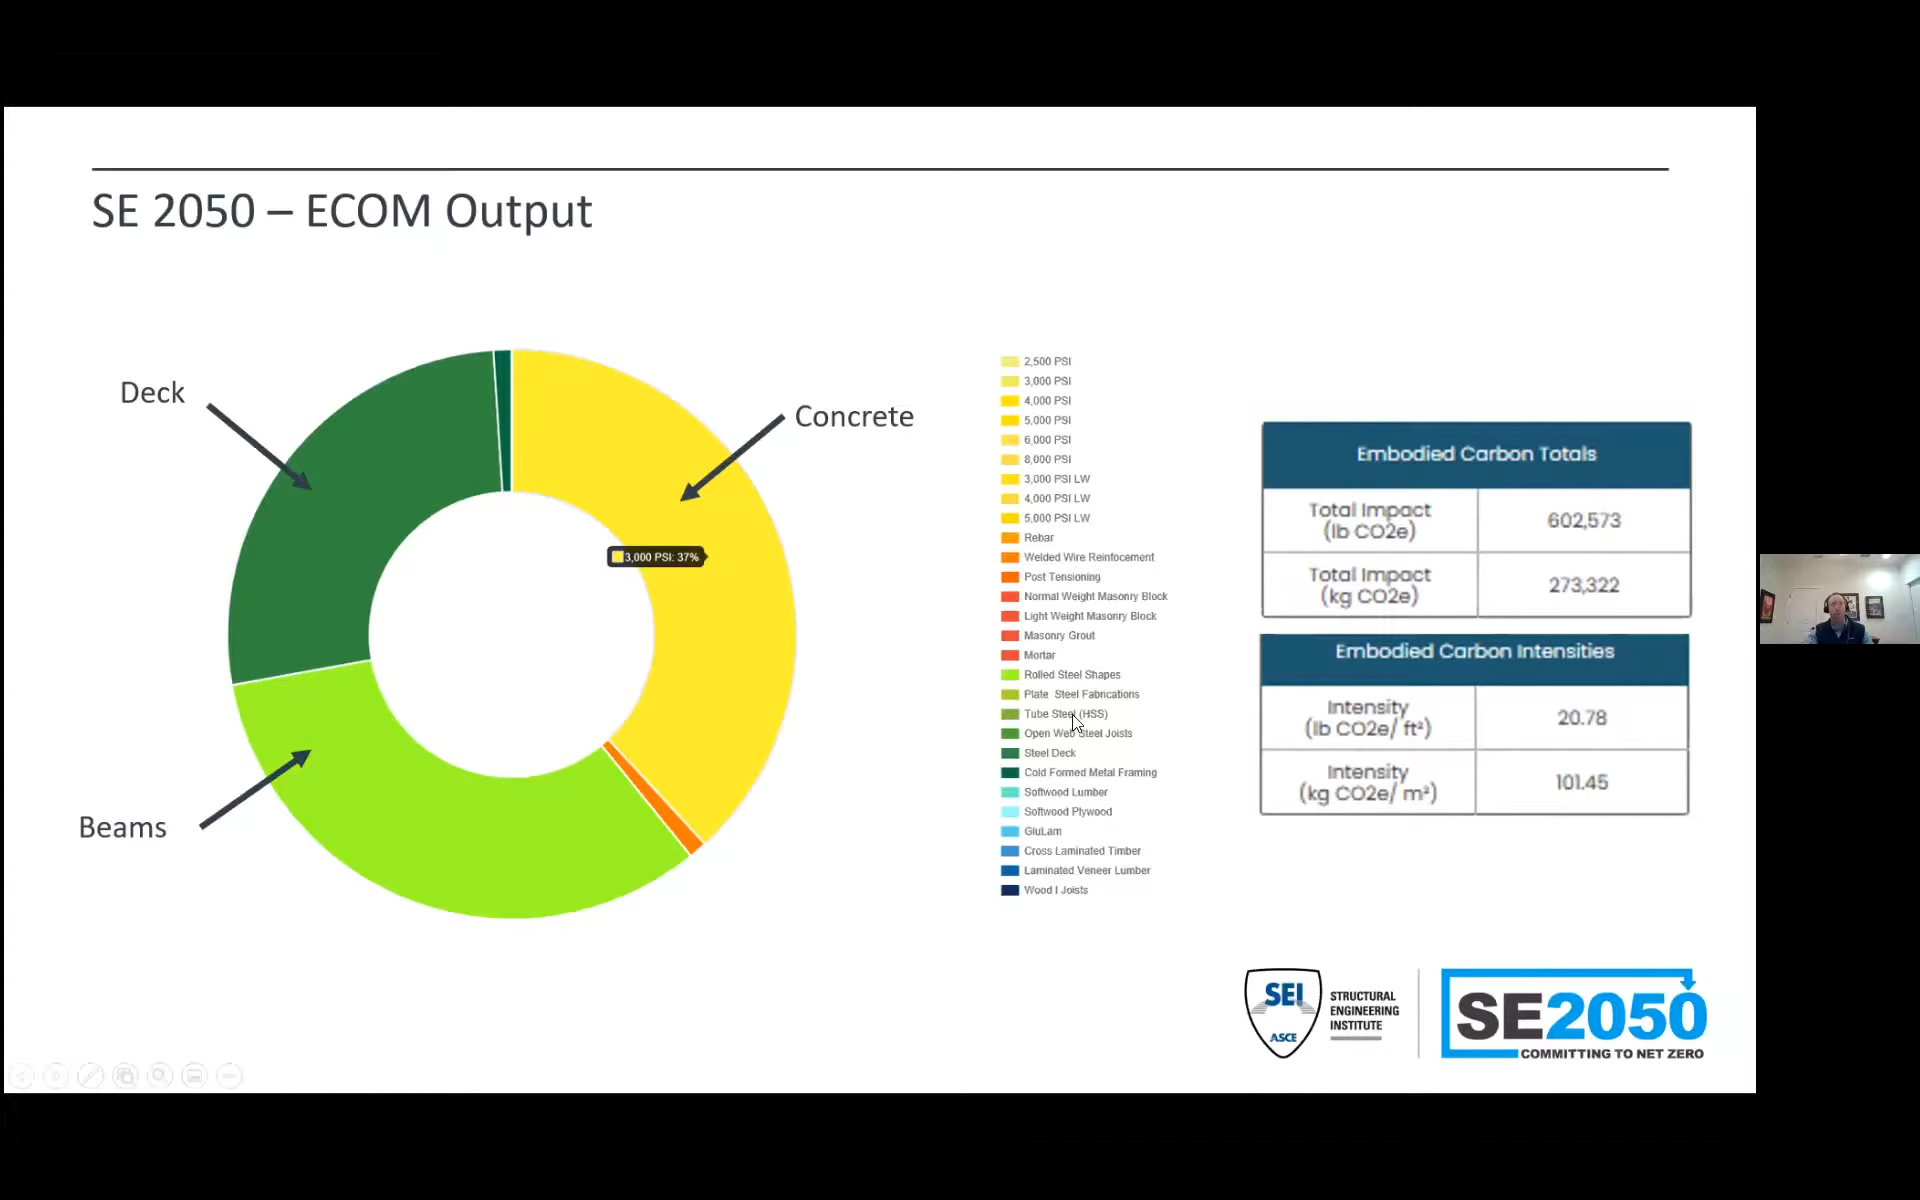 SE 2050 – ECOM Output
Deck
Concrete
3,000 PSI: 37%
Beams
2,500 PSI
3,000 PSI
4,000 PSI
5,000 PSI
6,000 PSI
8,000 PSI
3,000 PSI LW
4,000 PSI LW
5,000 PSI LW
Rebar
Welded Wire Reinfocement
Post Tensioning
Normal Weight Masonry Block
Light Weight Masonry Block
Masonry Grout
Mortar
Rolled Steel Shapes
Plate Steel Fabrications
Tube Steel (HSS)
Open Web Steel Joists
Steel Deck
Cold Formed Metal Framing
Softwood Lumber
Softwood Plywood
GluLam
Cross Laminated Timber
Laminated Veneer Lumber
Wood I Joists
Embodied Carbon Totals
Total Impact
(lb CO2e)
602,573
Total Impact
(kg CO2e)
273,322
Embodied Carbon Intensities
Intensity
(lb CO2e/ ft²)
20.78
Intensity
(kg CO2e/ m²)
101.45
SEI
ASCE
STRUCTURAL
ENGINEERING
INSTITUTE
SE2050
COMMITTING TO NET ZERO